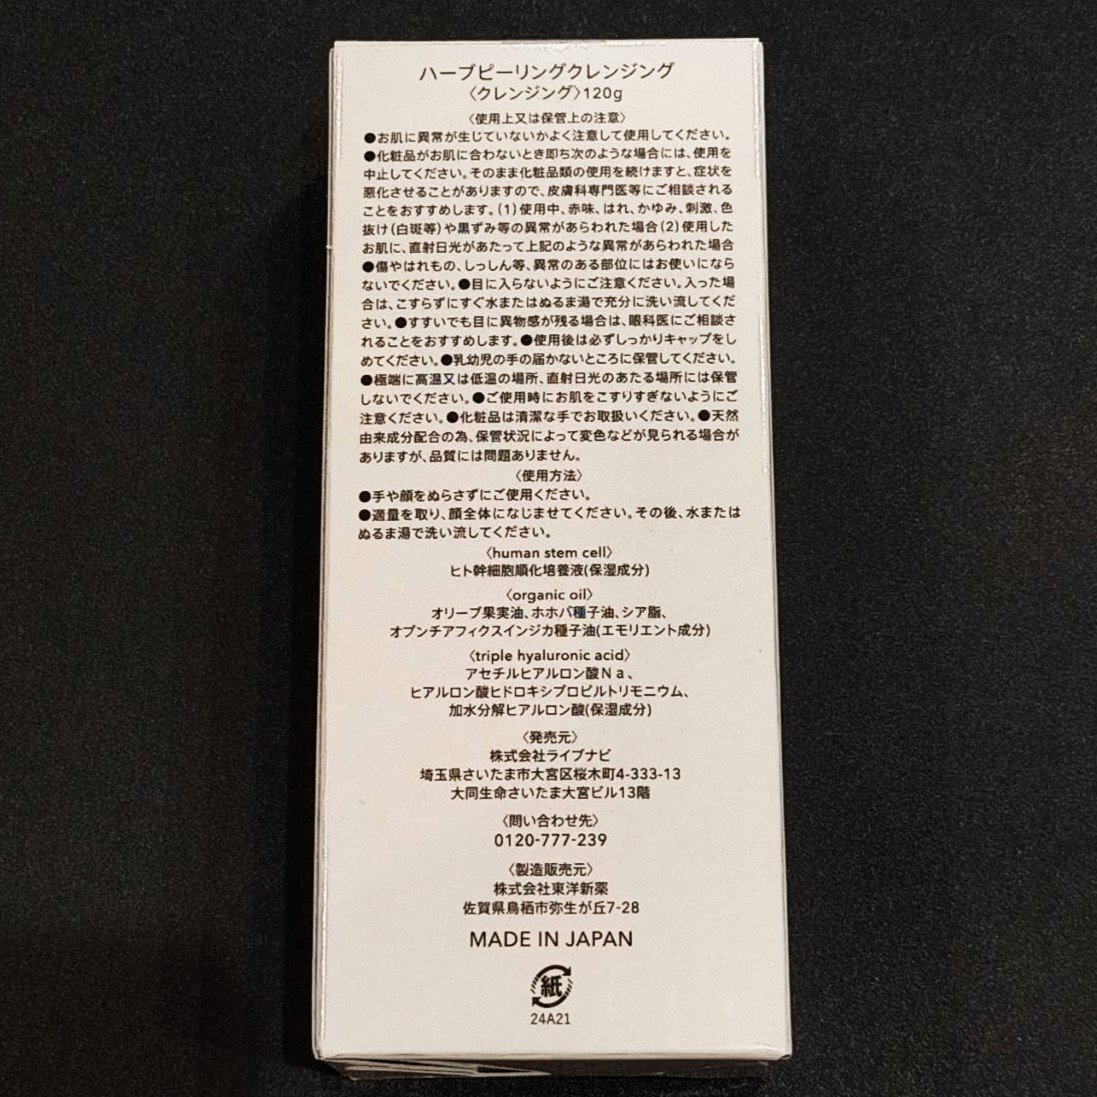 ハーブピーリングクレンジング
〈クレンジング〉120g
〈使用上又は保管上の注意〉
●お肌に異常が生じていないかよく注意して使用してください。
●化粧品がお肌に合わないとき即ち次のような場合には、使用を
中止してください。そのまま化粧品類の使用を続けますと、症状を
悪化させることがありますので、皮膚科専門医等にご相談される
ことをおすすめします。(1)使用中、赤味、はれ、かゆみ、刺激、色
抜け(白斑等)や黒ずみ等の異常があらわれた場合(2)使用した
お肌に、直射日光があたって上記のような異常があらわれた場合
●傷やはれもの、しっしん等、異常のある部位にはお使いになら
ないでください。●目に入らないようにご注意ください。入った場
合は、こすらずにすぐ水またはぬるま湯で充分に洗い流してくだ
さい。●すすいでも目に異物感が残る場合は、眼科医にご相談さ
れることをおすすめします。●使用後は必ずしっかりキャップをし
めてください。●乳幼児の手の届かないところに保管してください。
●極端に高温又は低温の場所、直射日光のあたる場所には保管
しないでください。●ご使用時にお肌をこすりすぎないようにご
注意ください。●化粧品は清潔な手でお取扱いください。●天然
由来成分配合の為、保管状況によって変色などが見られる場合が
ありますが、品質には問題ありません。
〈使用方法〉
●手や顔をぬらさずにご使用ください。
●適量を取り、顔全体になじませてください。その後、水または
ぬるま湯で洗い流してください。
〈human stem cell〉
ヒト幹細胞順化培養液(保湿成分)
〈organic oil〉
オリーブ果実油、ホホバ種子油、シア脂、
オプンチアフィクスインジカ種子油(エモリエント成分)
〈triple hyaluronic acid〉
アセチルヒアルロン酸Na、
ヒアルロン酸ヒドロキシプロピルトリモニウム、
加水分解ヒアルロン酸(保湿成分)
〈発売元〉
株式会社ライブナビ
埼玉県さいたま市大宮区桜木町4-333-13
大同生命さいたま大宮ビル13階
〈問い合わせ先〉
0120-777-239
〈製造販売元〉
株式会社東洋新薬
佐賀県鳥栖市弥生が丘7-28
MADE IN JAPAN
紙
24A21